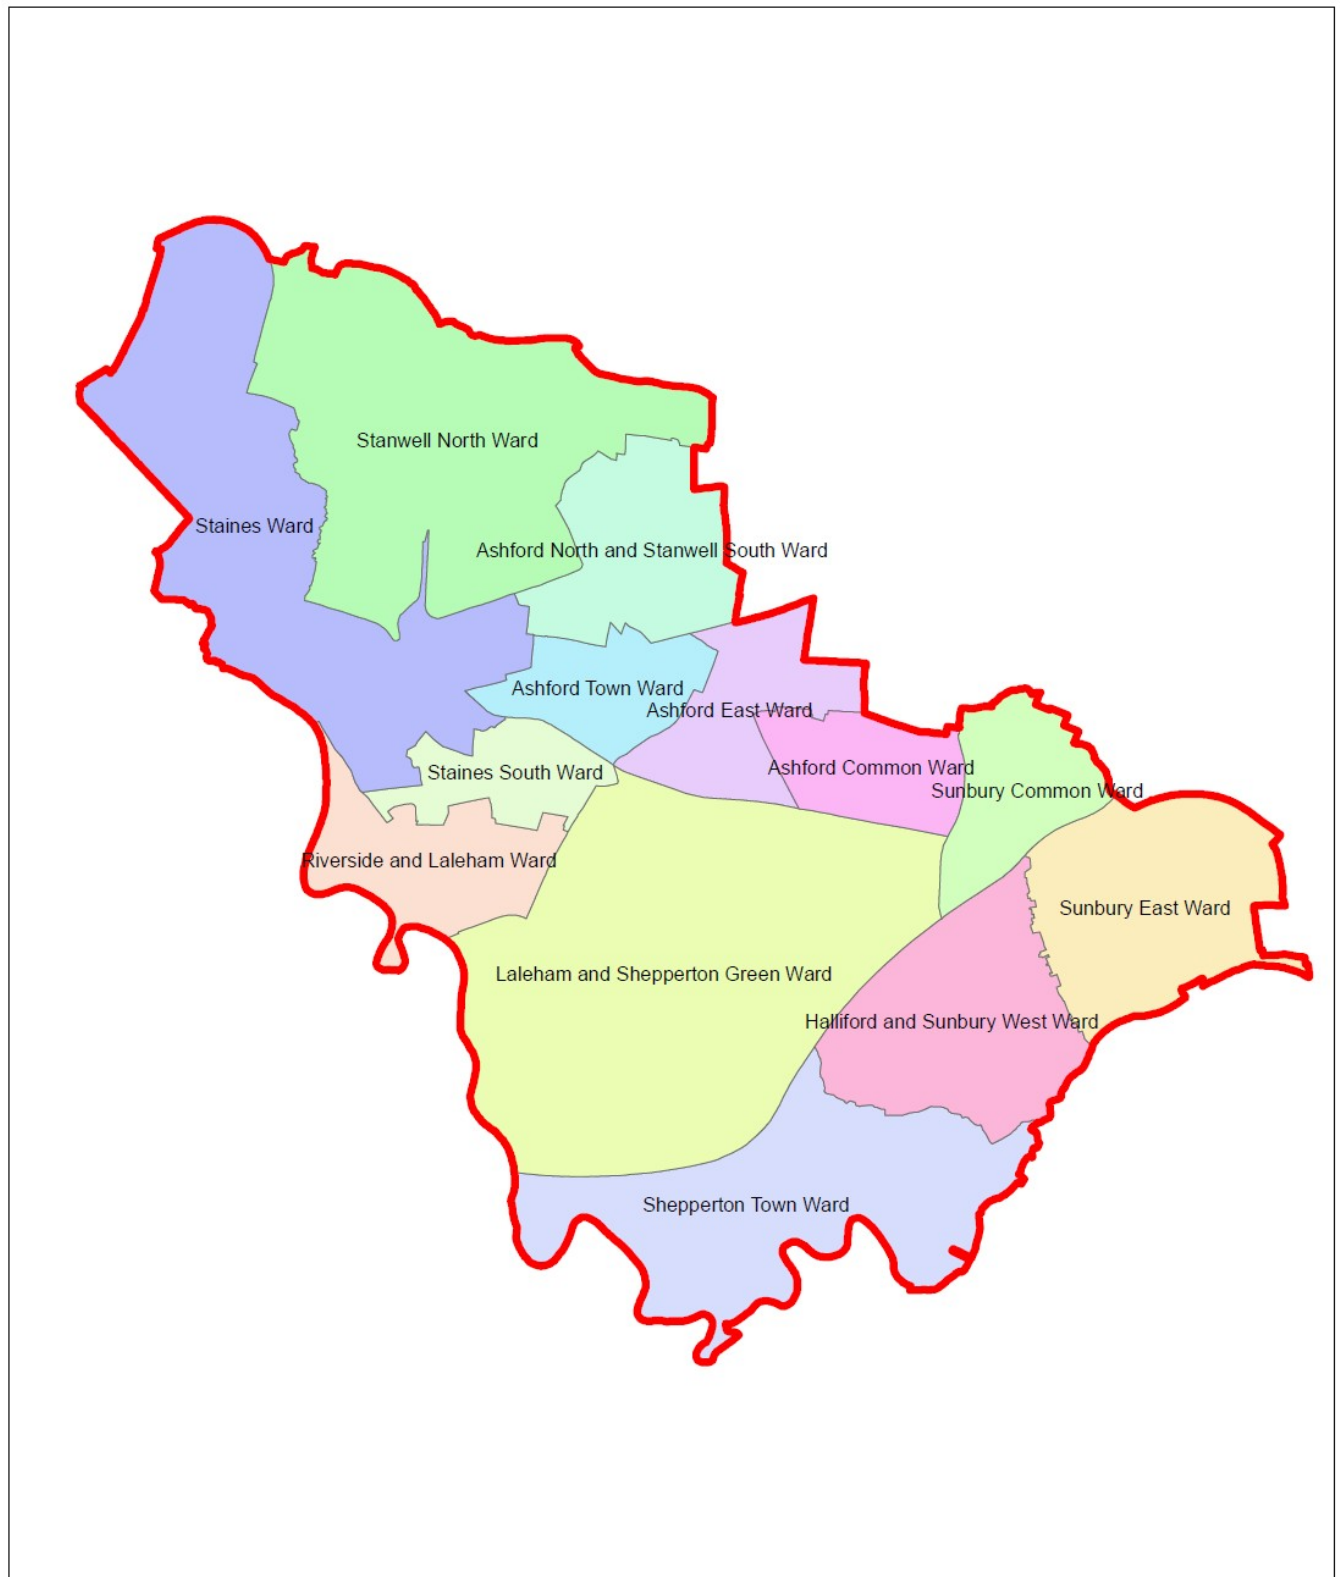 Stanwell North Ward
Staines Ward
Ashford North and Stanwell South Ward
Ashford Town Ward
Ashford East Ward
Ashford Common Ward
Staines South Ward
Sunbury Common Ward
Riverside and Laleham Ward
Sunbury East Ward
Laleham and Shepperton Green Ward
Halliford and Sunbury West Ward
Shepperton Town Ward